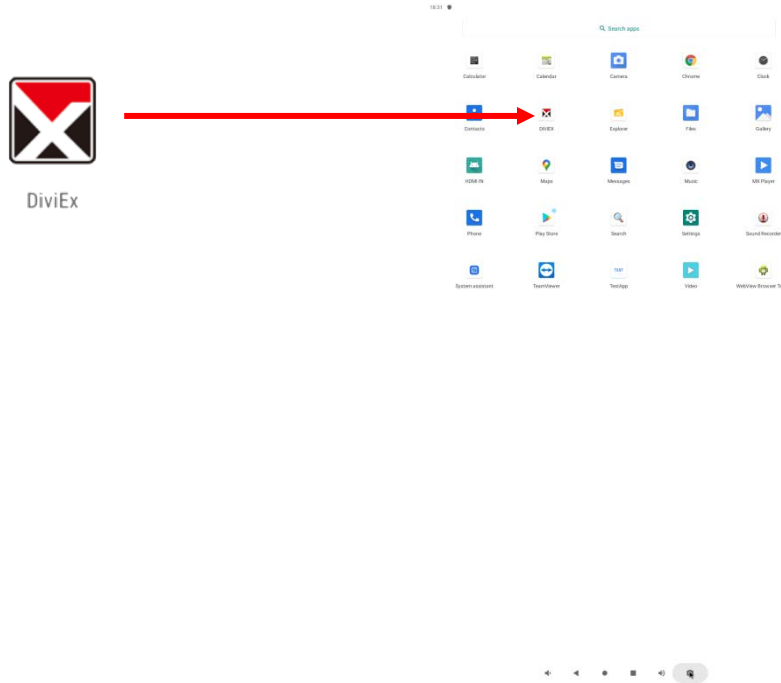 18:31
Search apps
Calculator
Calendar
Camera
Chrome
Clock
Contacts
DIVIEX
Explorer
Files
Gallery
HDMI IN
Maps
Messages
Music
MX Player
Phone
Play Store
Search
Settings
Sound Recorder
System assistant
TeamViewer
TestApp
Video
WebView Browser Te
DiviEx